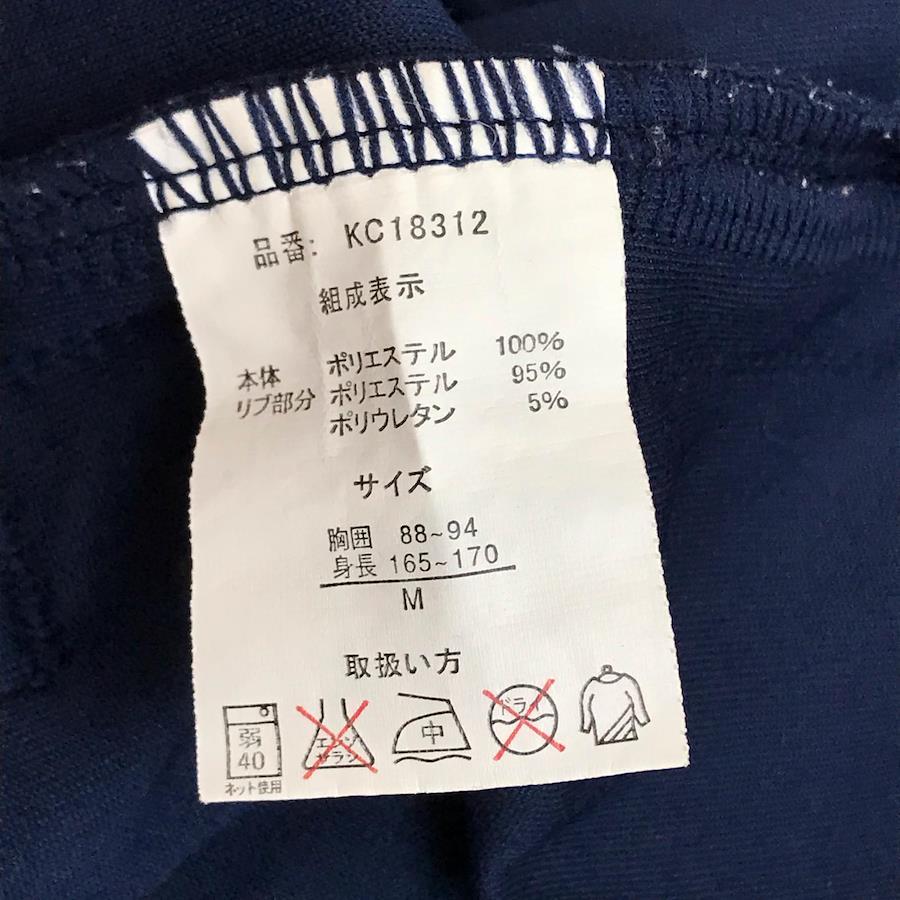 品番: KC18312
組成表示
本体 ポリエステル 100%
リブ部分 ポリエステル 95%
ポリウレタン 5%
サイズ
胸囲 88~94
身長 165~170
M
取扱い方
弱
40
ネット使用
エンソ
サラシ
中
ドライ